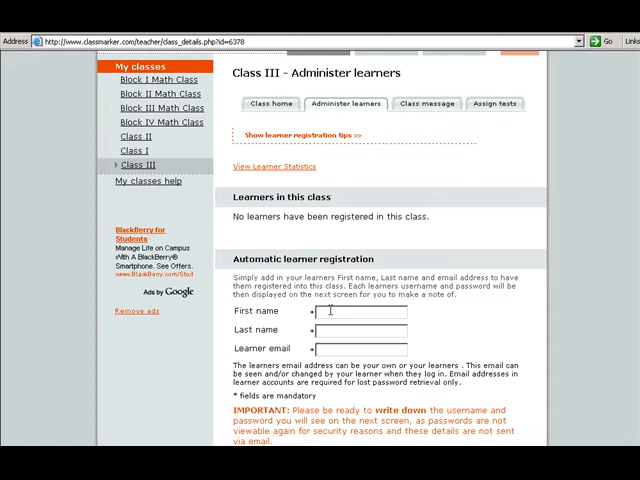 Address http://www.classmarker.com/teacher/class_details.php?id=6378 Go Links
My classes
Block I Math Class
Block II Math Class
Block III Math Class
Block IV Math Class
Class II
Class I
Class III
My classes help
BlackBerry for
Students
Manage Life on Campus
With A BlackBerry®
Smartphone. See Offers.
www.BlackBerry.com/Stud
Ads by Google
Remove ads
Class III - Administer learners
Class home Administer learners Class message Assign tests
Show learner registration tips >>
View Learner Statistics
Learners in this class
No learners have been registered in this class.
Automatic learner registration
Simply add in your learners First name, Last name and email address to have
them registered into this class. Each learners username and password will be
then displayed on the next screen for you to make a note of.
First name *
Last name *
Learner email *
The learners email address can be your own or your learners . This email can
be seen and/or changed by your learner when they log in. Email addresses in
learner accounts are required for lost password retrieval only.
* fields are mandatory
IMPORTANT: Please be ready to write down the username and
password you will see on the next screen, as passwords are not
viewable again for security reasons and these details are not sent
via email.